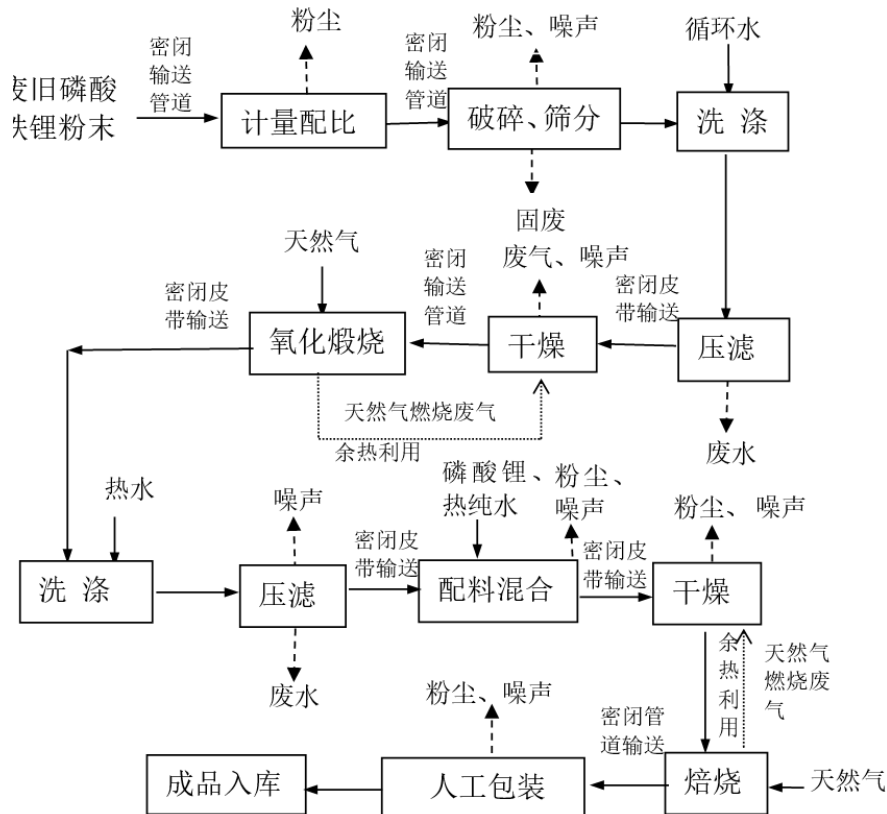 粉尘
密闭
输送
管道
粉尘、噪声
密闭
输送
管道
循环水
废旧磷酸
铁锂粉末
计量配比
破碎、筛分
洗 涤
固废
天然气
废气、噪声
密闭
输送
管道
密闭皮
带输送
密闭皮
带输送
氧化煅烧
干燥
压滤
天然气燃烧废气
余热利用
废水
热水
噪声
磷酸锂、
热纯水
粉尘、
噪声
粉尘、噪声
密闭皮
带输送
密闭皮
带输送
洗 涤
压滤
配料混合
干燥
废水
余
热
利
用
天然气
燃烧废
气
粉尘、噪声
密闭管
道输送
成品入库
人工包装
焙烧
天然气